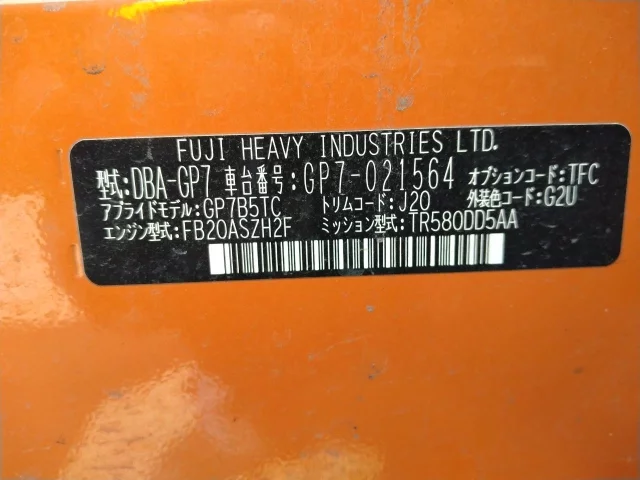 FUJI HEAVY INDUSTRIES LTD.
型式:DBA-GP7 車台番号:GP7-021564 オプションコード:TFC
アプライドモデル:GP7B5TC トリムコード:J20 外装色コード:G2U
エンジン型式:FB20ASZH2F ミッション型式:TR580DD5AA